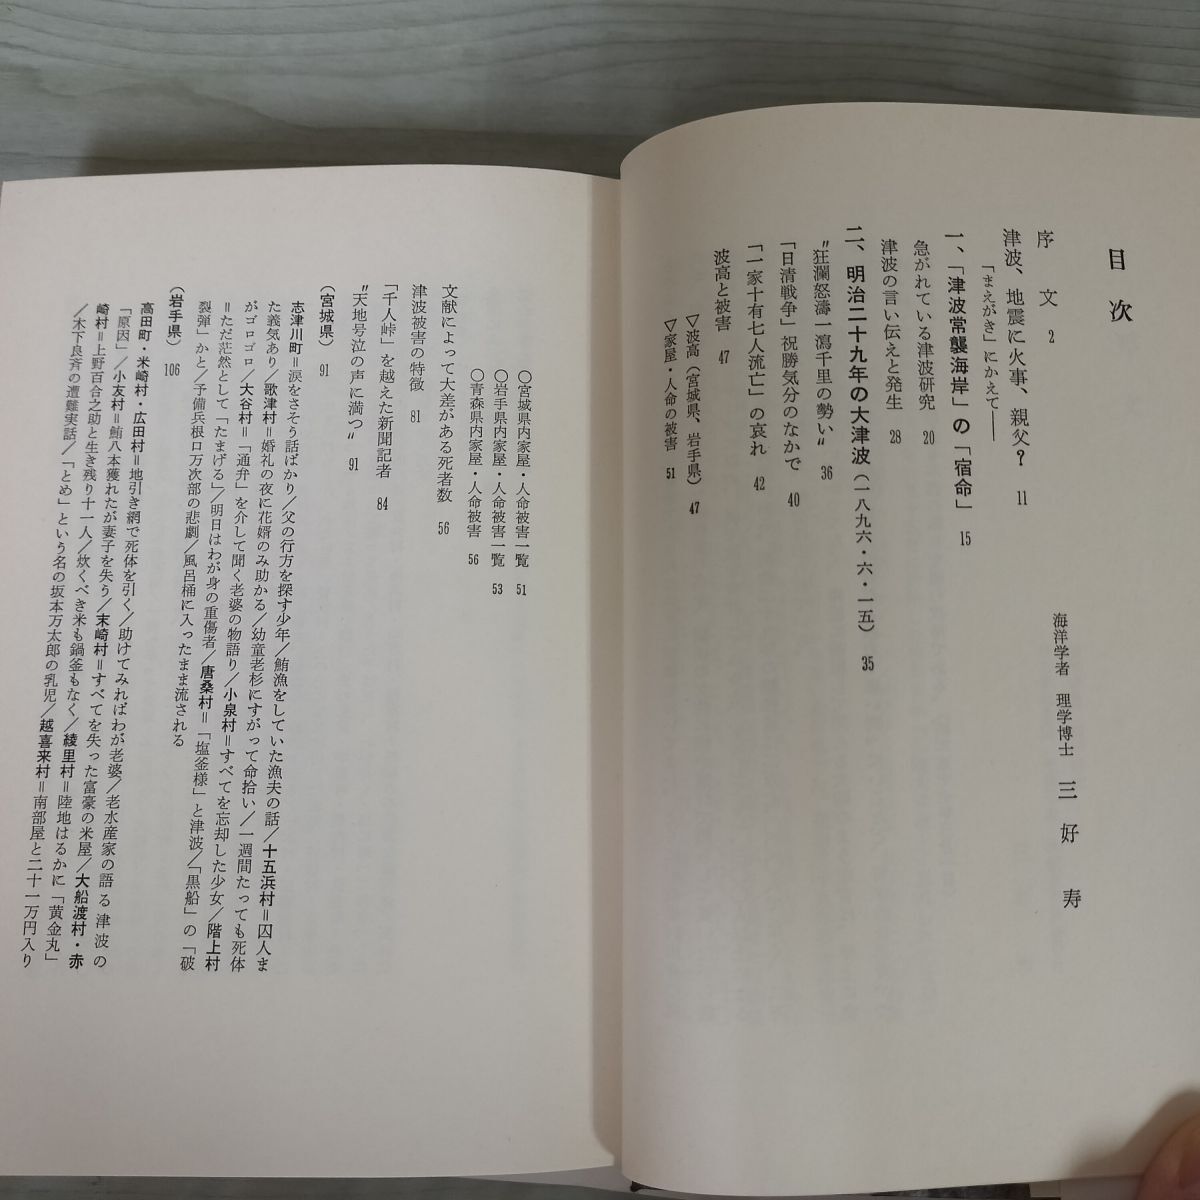 目次
序文 2
海洋学者 理学博士 三好寿
津波、地震に火事、親父？ 11
「まえがき」にかえて――
一、「津波常襲海岸」の「宿命」 15
急がれている津波研究 20
津波の言い伝えと発生 28
二、明治二十九年の大津波（一八九六・六・一五） 35
〝狂瀾怒濤一瀉千里の勢い〟 36
「日清戦争」祝勝気分のなかで 40
「一家十有七人流亡」の哀れ 42
波高と被害 47
▽波高（宮城県、岩手県） 47
▽家屋・人命の被害 51
○宮城県内家屋・人命被害一覧 51
○岩手県内家屋・人命被害一覧 53
○青森県内家屋・人命被害 56
文献によって大差がある死者数 56
津波被害の特徴 81
「千人峠」を越えた新聞記者 84
〝天地号泣の声に満つ〟 91
（宮城県） 91
志津川町＝涙をさそう話ばかり／父の行方を探す少年／鮪漁をしていた漁夫の話／十五浜村＝囚人ま
た義気あり／歌津村＝婚礼の夜に花婿のみ助かる／幼童老杉にすがって命拾い／一週間たっても死体
がゴロゴロ／大谷村＝「通弁」を介して聞く老婆の物語り／小泉村＝すべてを忘却した少女／階上村
＝ただ茫然として「たまげる」／明日はわが身の重傷者／唐桑村＝「塩釜様」と津波／「黒船」の「破
裂弾」かと／予備兵根口万次郎の悲劇／風呂桶に入ったまま流される
（岩手県） 106
高田町・米崎村・広田村＝地引き網で死体を引く／助けてみればわが老婆／老水産家の語る津波の
「原因」／小友村＝鮪八本獲れたが妻子を失う／末崎村＝すべてを失った富豪の米屋／大船渡村・赤
崎村＝上野百合之助と生き残り十一人／炊くべき米も鍋釜もなく／綾里村＝陸地はるかに「黄金丸」
／木下良斉の遭難実話／「とめ」という名の坂本万太郎の乳児／越喜来村＝南部屋と二十一万円入り